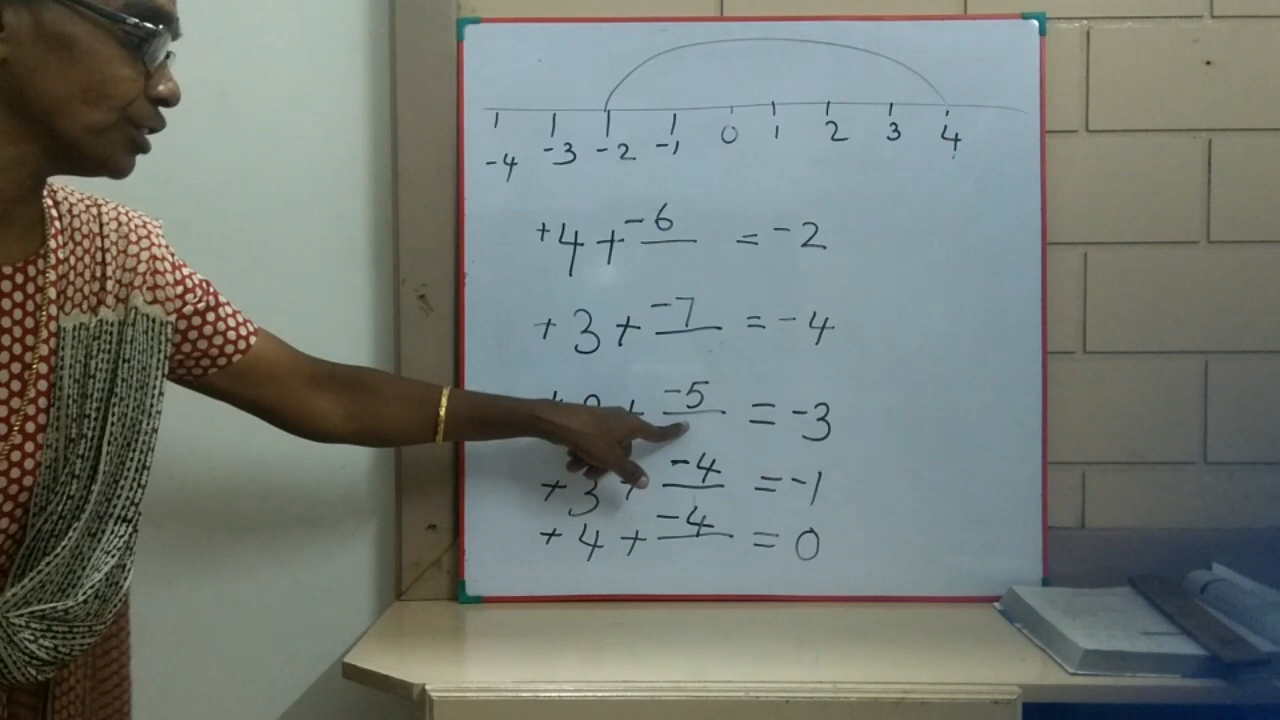 -4 -3 -2 -1 0 1 2 3 4
+4 + -6 = -2
+3 + -7 = -4
+ + -5 = -3
+3 + -4 = -1
+4 + -4 = 0